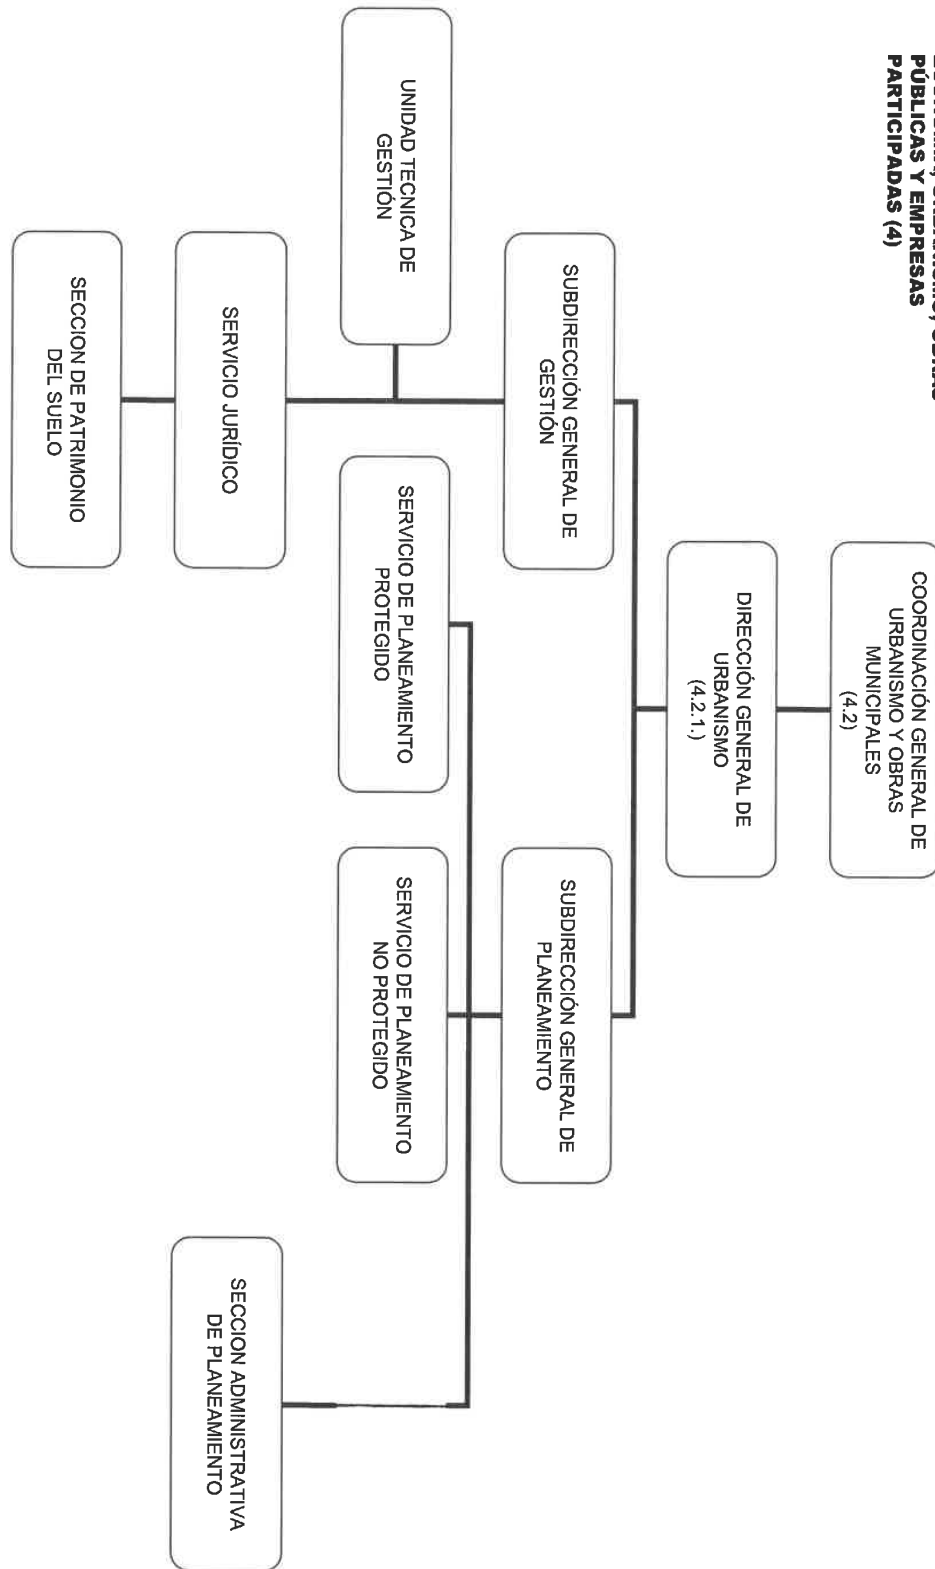 URBANISMO, OBRAS
PÚBLICAS Y EMPRESAS
PARTICIPADAS (4)
COORDINACIÓN GENERAL DE
URBANISMO Y OBRAS
MUNICIPALES
(4.2)
DIRECCIÓN GENERAL DE
URBANISMO
(4.2.1.)
SUBDIRECCIÓN GENERAL DE
GESTIÓN
SUBDIRECCIÓN GENERAL DE
PLANEAMIENTO
UNIDAD TECNICA DE
GESTIÓN
SERVICIO DE PLANEAMIENTO
PROTEGIDO
SERVICIO DE PLANEAMIENTO
NO PROTEGIDO
SERVICIO JURÍDICO
SECCION ADMINISTRATIVA
DE PLANEAMIENTO
SECCION DE PATRIMONIO
DEL SUELO